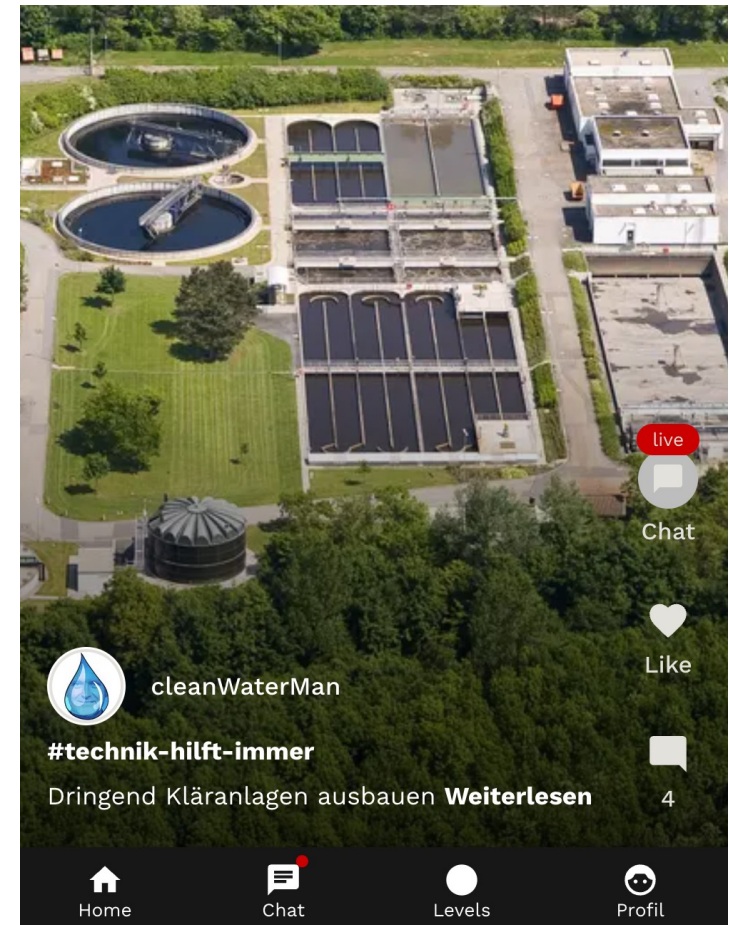 live
Chat
Like
cleanWaterMan
#technik-hilft-immer
Dringend Kläranlagen ausbauen Weiterlesen
4
Home
Chat
Levels
Profil